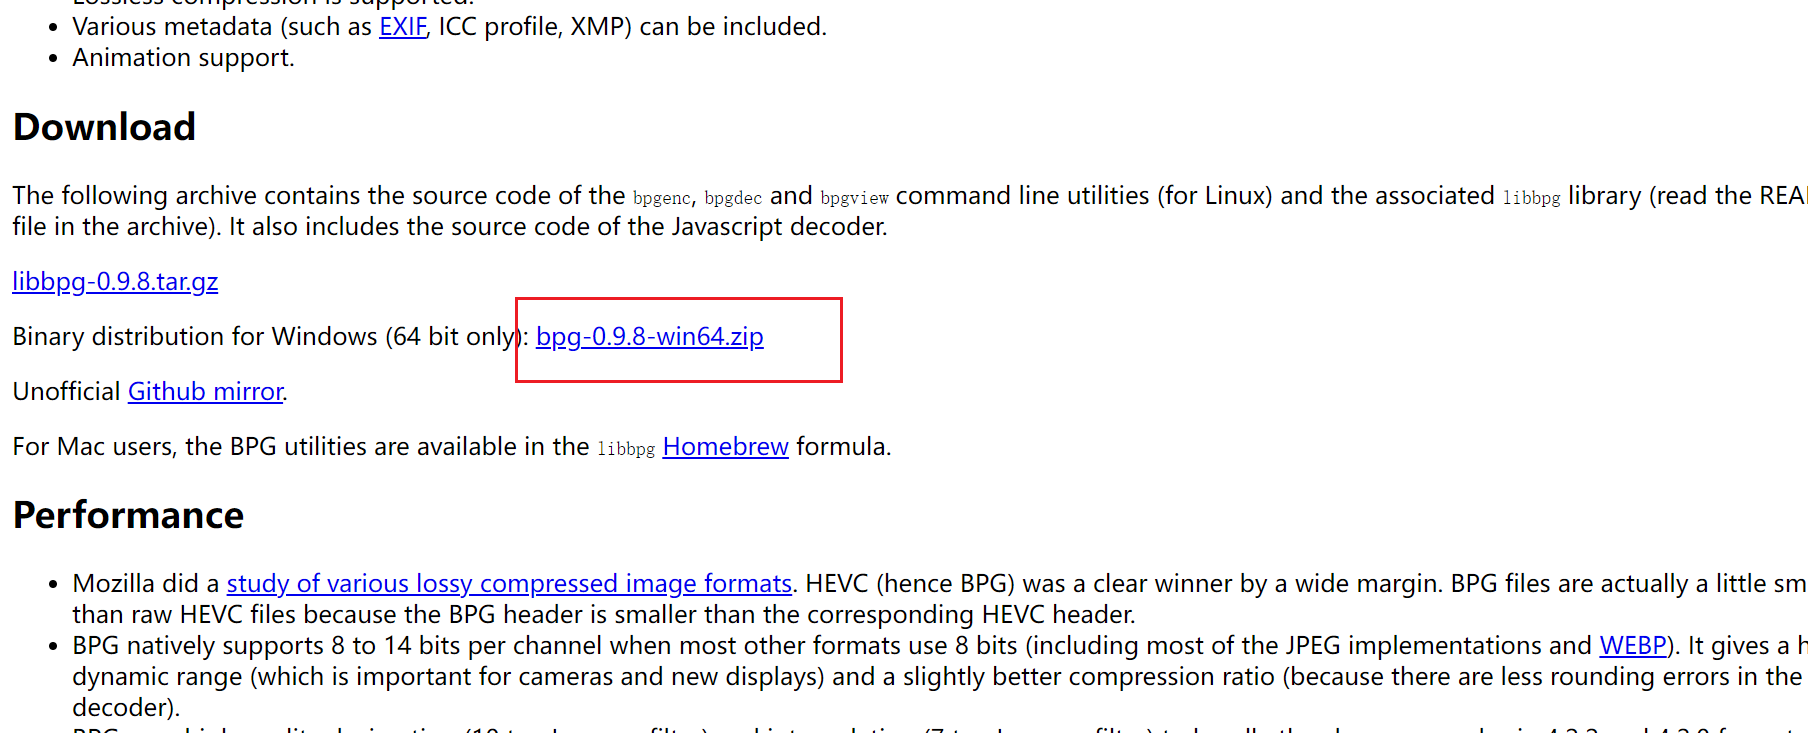 Lossless compression is supported.
• Various metadata (such as EXIF, ICC profile, XMP) can be included.
• Animation support.
Download
The following archive contains the source code of the bpgenc, bpgdec and bpgview command line utilities (for Linux) and the associated libbpg library (read the
file in the archive). It also includes the source code of the Javascript decoder.
libbpg-0.9.8.tar.gz
Binary distribution for Windows (64 bit only): bpg-0.9.8-win64.zip
Unofficial Github mirror.
For Mac users, the BPG utilities are available in the libbpg Homebrew formula.
Performance
• Mozilla did a study of various lossy compressed image formats. HEVC (hence BPG) was a clear winner by a wide margin. BPG files are actually a little
than raw HEVC files because the BPG header is smaller than the corresponding HEVC header.
• BPG natively supports 8 to 14 bits per channel when most other formats use 8 bits (including most of the JPEG implementations and WEBP). It gives a
dynamic range (which is important for cameras and new displays) and a slightly better compression ratio (because there are less rounding errors in the
decoder).